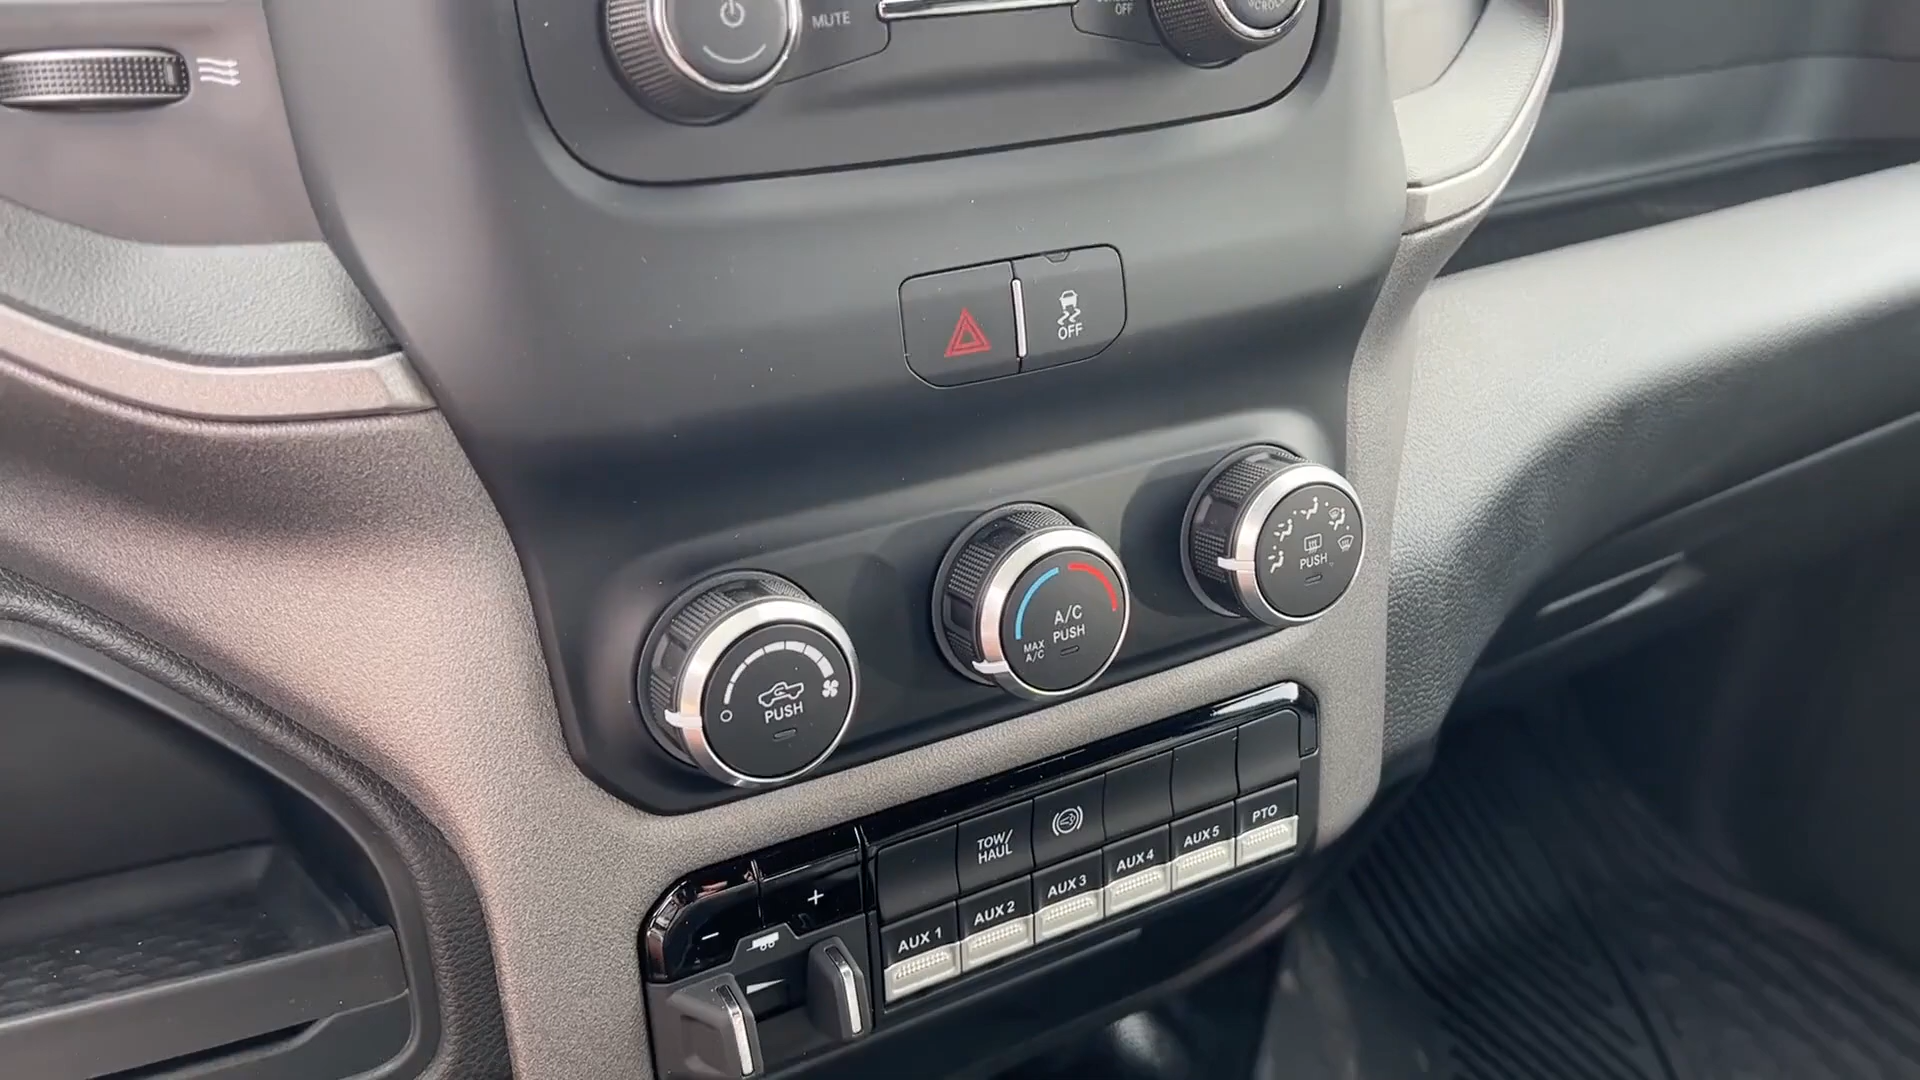 MUTE
OFF
SCROLL
OFF
PUSH
A/C
PUSH
MAX
A/C
PUSH
TOW/
HAUL
+
−
AUX 1
AUX 2
AUX 3
AUX 4
AUX 5
PTO